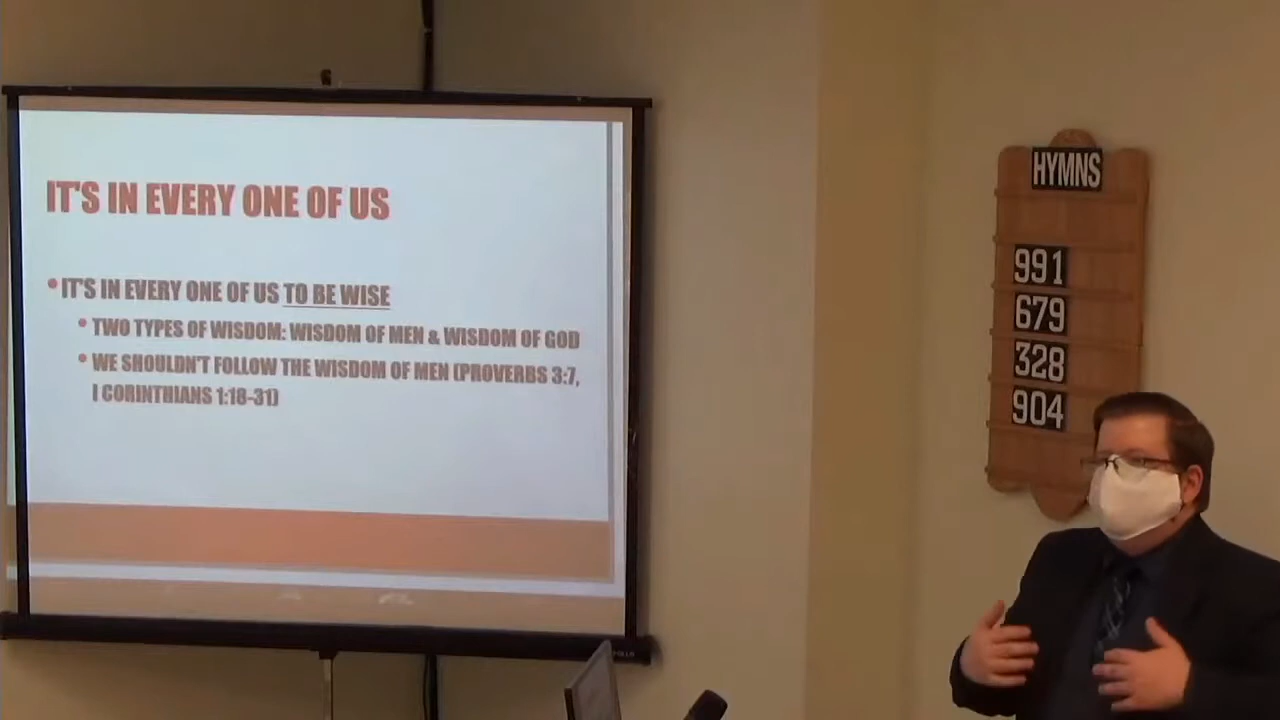 IT'S IN EVERY ONE OF US
• IT'S IN EVERY ONE OF US TO BE WISE
• TWO TYPES OF WISDOM: WISDOM OF MEN & WISDOM OF GOD
• WE SHOULDN'T FOLLOW THE WISDOM OF MEN (PROVERBS 3:7,
I CORINTHIANS 1:18-31)
HYMNS
991
679
328
904